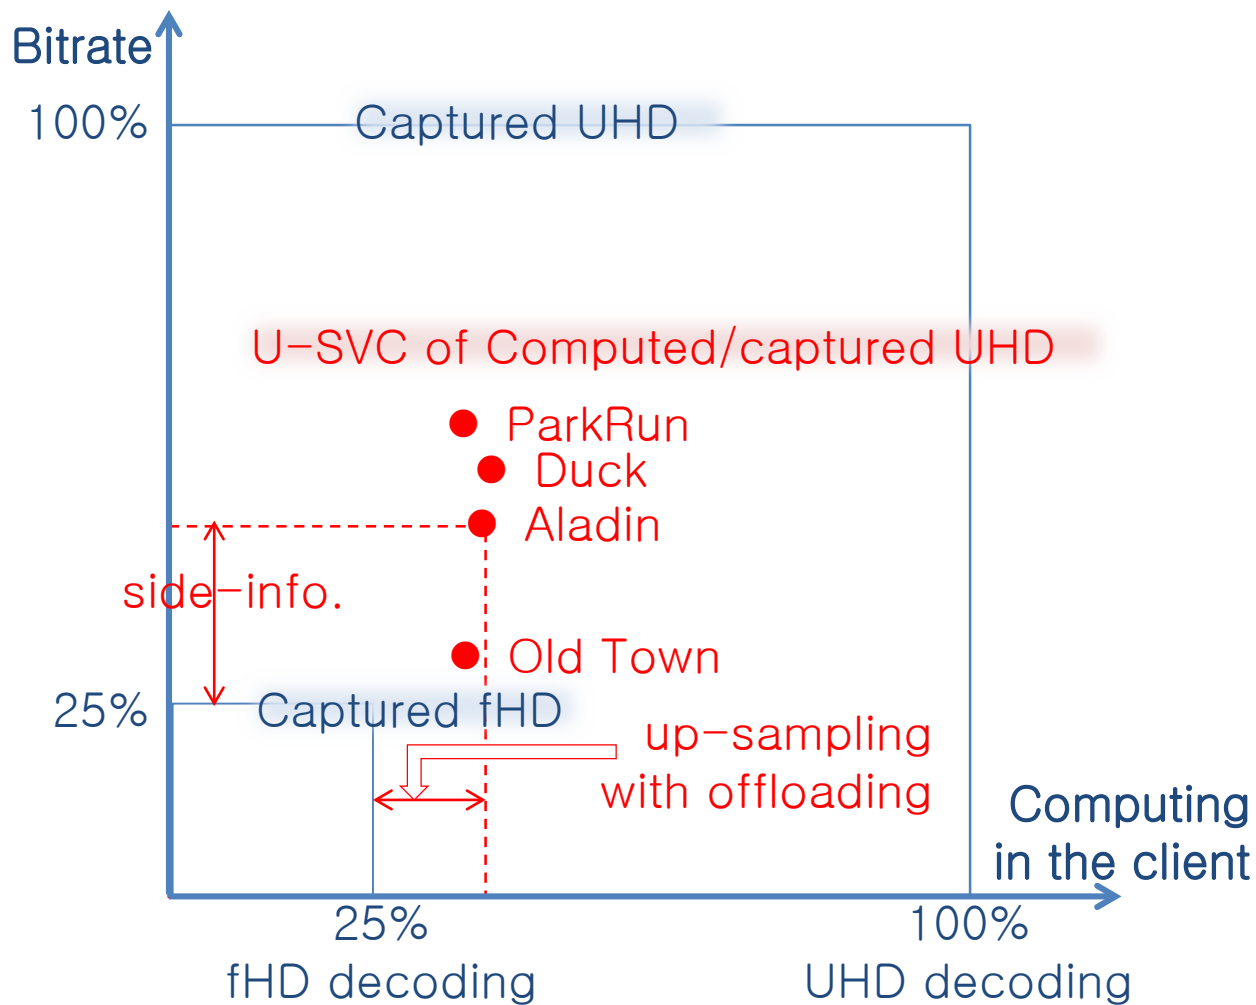 Bitrate
100%
Captured UHD
U-SVC of Computed/captured UHD
ParkRun
Duck
Aladin
side-info.
Old Town
25%
Captured fHD
up-sampling
with offloading
Computing
in the client
25%
100%
fHD decoding
UHD decoding